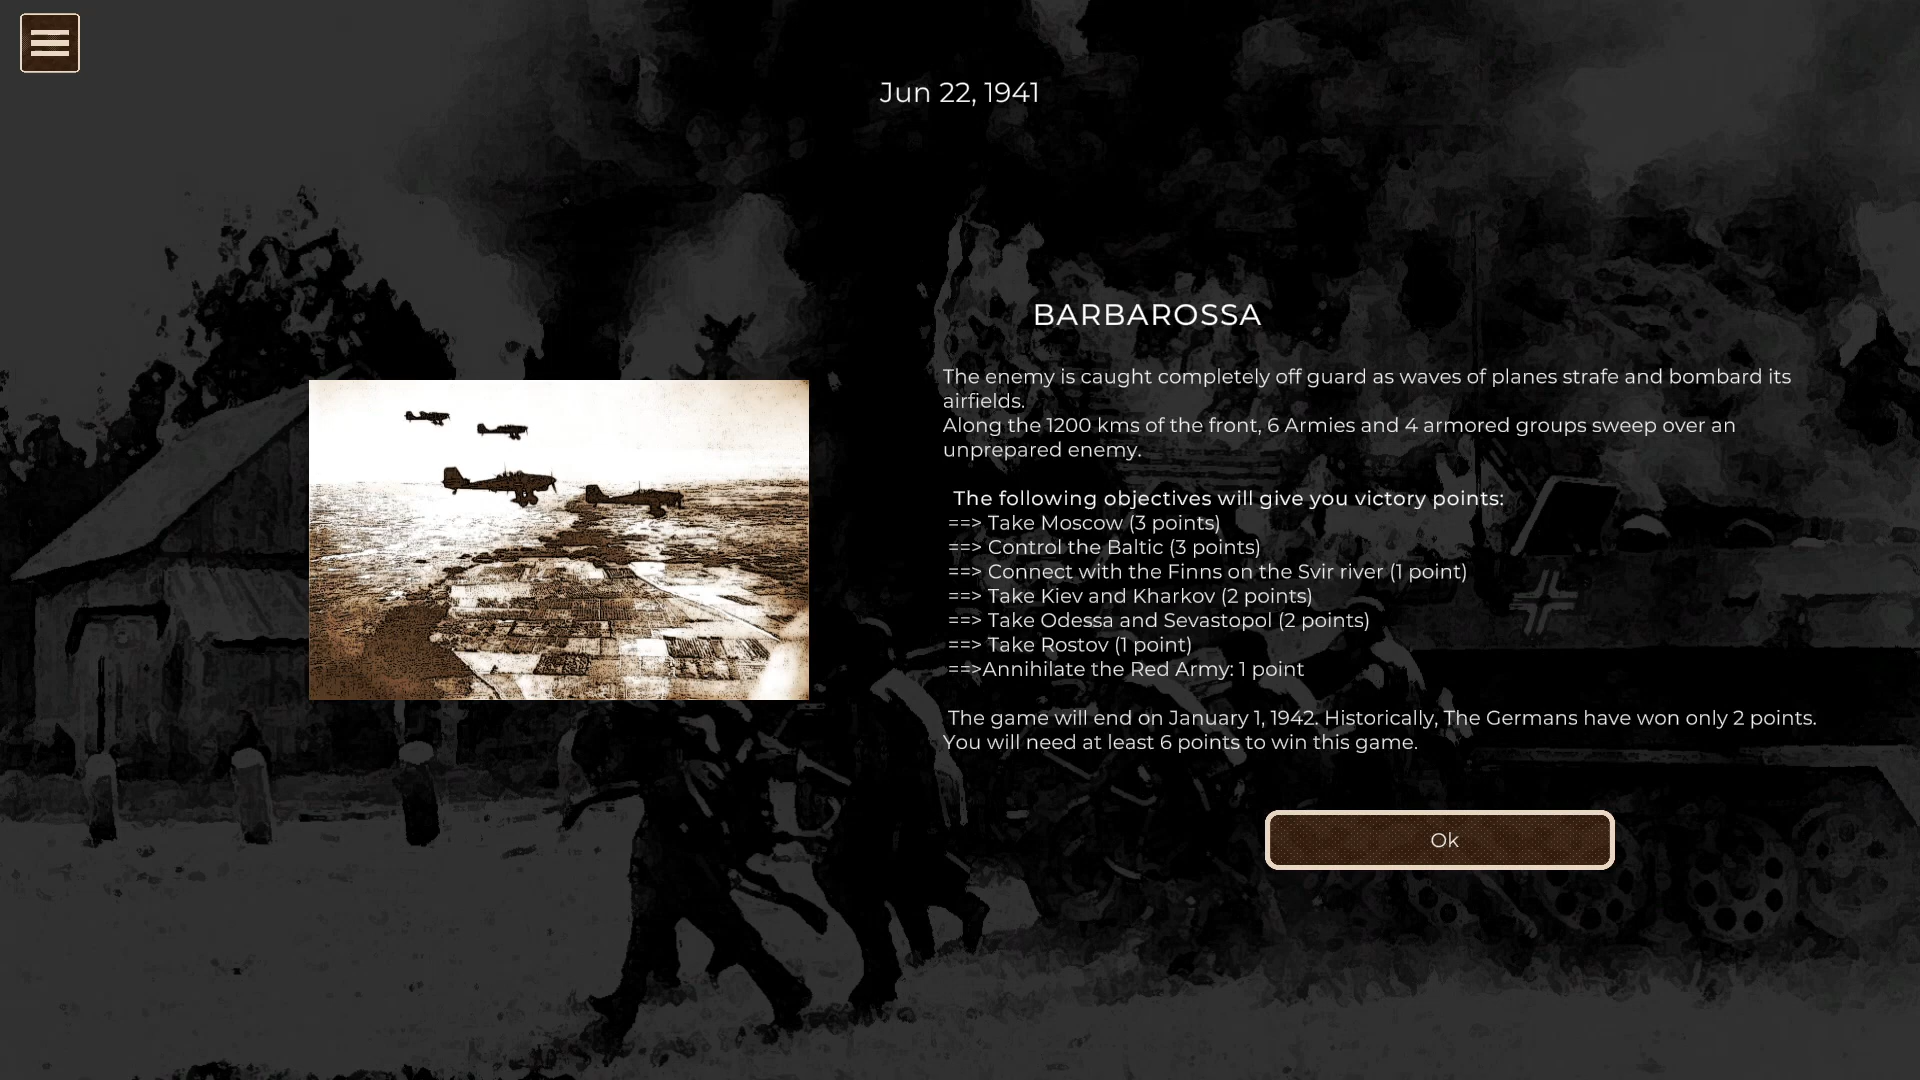 Jun 22, 1941
BARBAROSSA
The enemy is caught completely off guard as waves of planes strafe and bombard its
airfields.
Along the 1200 kms of the front, 6 Armies and 4 armored groups sweep over an
unprepared enemy.
The following objectives will give you victory points:
==> Take Moscow (3 points)
==> Control the Baltic (3 points)
==> Connect with the Finns on the Svir river (1 point)
==> Take Kiev and Kharkov (2 points)
==> Take Odessa and Sevastopol (2 points)
==> Take Rostov (1 point)
==>Annihilate the Red Army: 1 point
The game will end on January 1, 1942. Historically, The Germans have won only 2 points.
You will need at least 6 points to win this game.
Ok